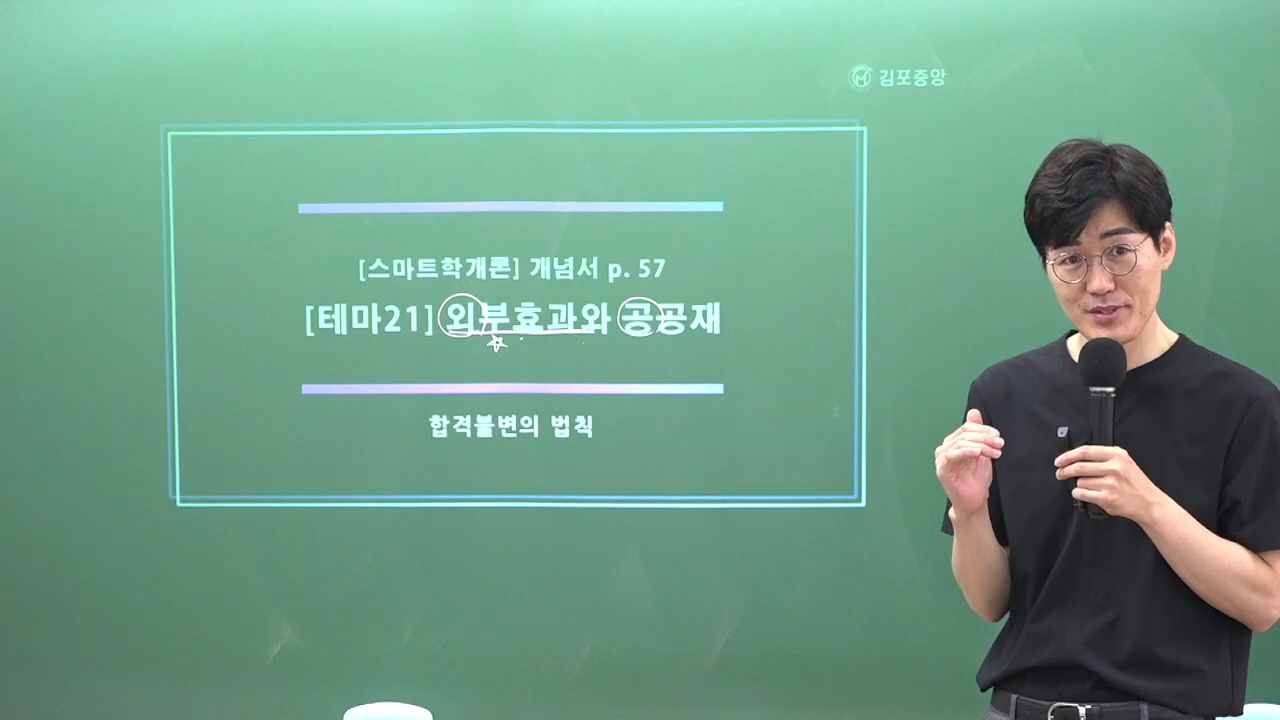 김포중앙
[스마트학개론] 개념서 p. 57
[테마21] 외부효과와 공공재
합격불변의 법칙